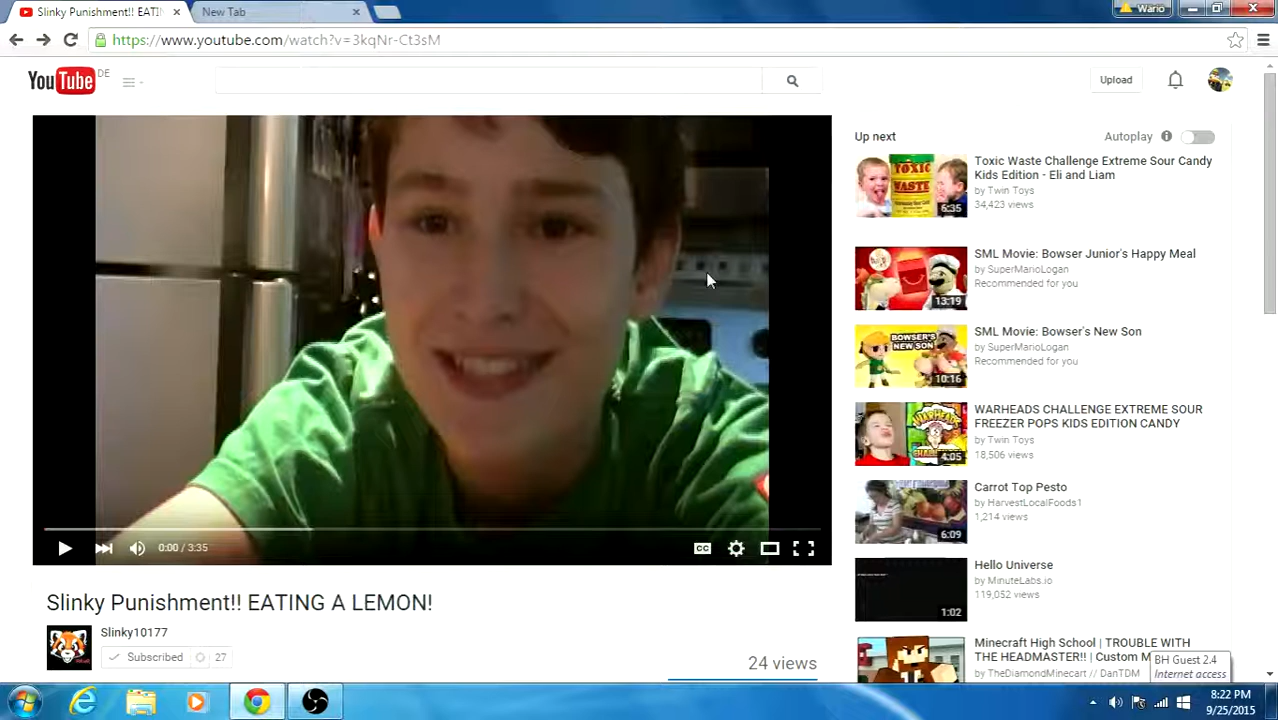 Slinky Punishment!! EATI
New Tab
Wario
https://www.youtube.com/watch?v=3kqNr-Ct3sM
YouTube DE
Upload
Up next
Autoplay
TOXIC
WASTE
6:35
Toxic Waste Challenge Extreme Sour Candy
Kids Edition - Eli and Liam
by Twin Toys
34,423 views
13:19
SML Movie: Bowser Junior's Happy Meal
by SuperMarioLogan
Recommended for you
BOWSER'S
NEW SON
10:16
SML Movie: Bowser's New Son
by SuperMarioLogan
Recommended for you
4:05
WARHEADS CHALLENGE EXTREME SOUR
FREEZER POPS KIDS EDITION CANDY
by Twin Toys
18,506 views
6:09
Carrot Top Pesto
by HarvestLocalFoods1
1,214 views
1:02
Hello Universe
by MinuteLabs.io
119,052 views
Minecraft High School | TROUBLE WITH
THE HEADMASTER!! | Custom M
by TheDiamondMinecart // DanTDM
0:00 / 3:35
CC
Slinky Punishment!! EATING A LEMON!
Slinky10177
Subscribed 27
24 views
BH Guest 2.4
Internet access
8:22 PM
9/25/2015